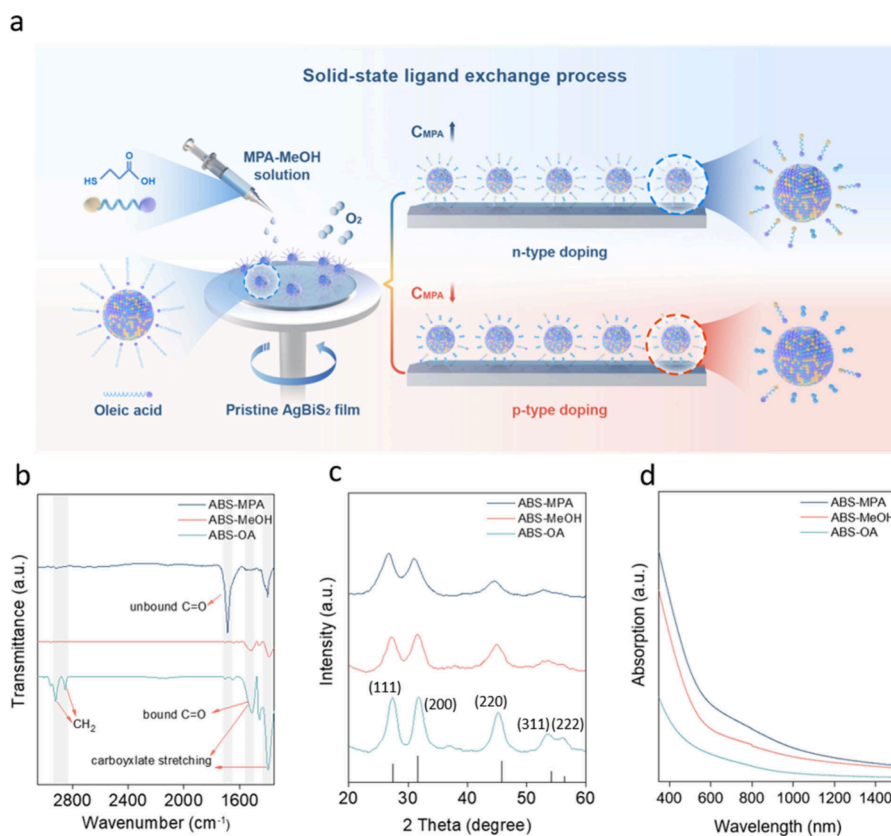 a
Solid-state ligand exchange process
MPA-MeOH
solution
HS
O
OH
O₂
Oleic acid
Pristine AgBiS₂ film
C_MPA ↑
n-type doping
C_MPA ↓
p-type doping
b
ABS-MPA
ABS-MeOH
ABS-OA
unbound C=O
CH₂
bound C=O
carboyxlate stretching
Transmittance (a.u.)
2800 2400 2000 1600
Wavenumber (cm⁻¹)
c
ABS-MPA
ABS-MeOH
ABS-OA
(111)
(200)
(220)
(311) (222)
Intensity (a.u.)
20 30 40 50 60
2 Theta (degree)
d
ABS-MPA
ABS-MeOH
ABS-OA
Absorption (a.u.)
400 600 800 1000 1200 1400
Wavelength (nm)